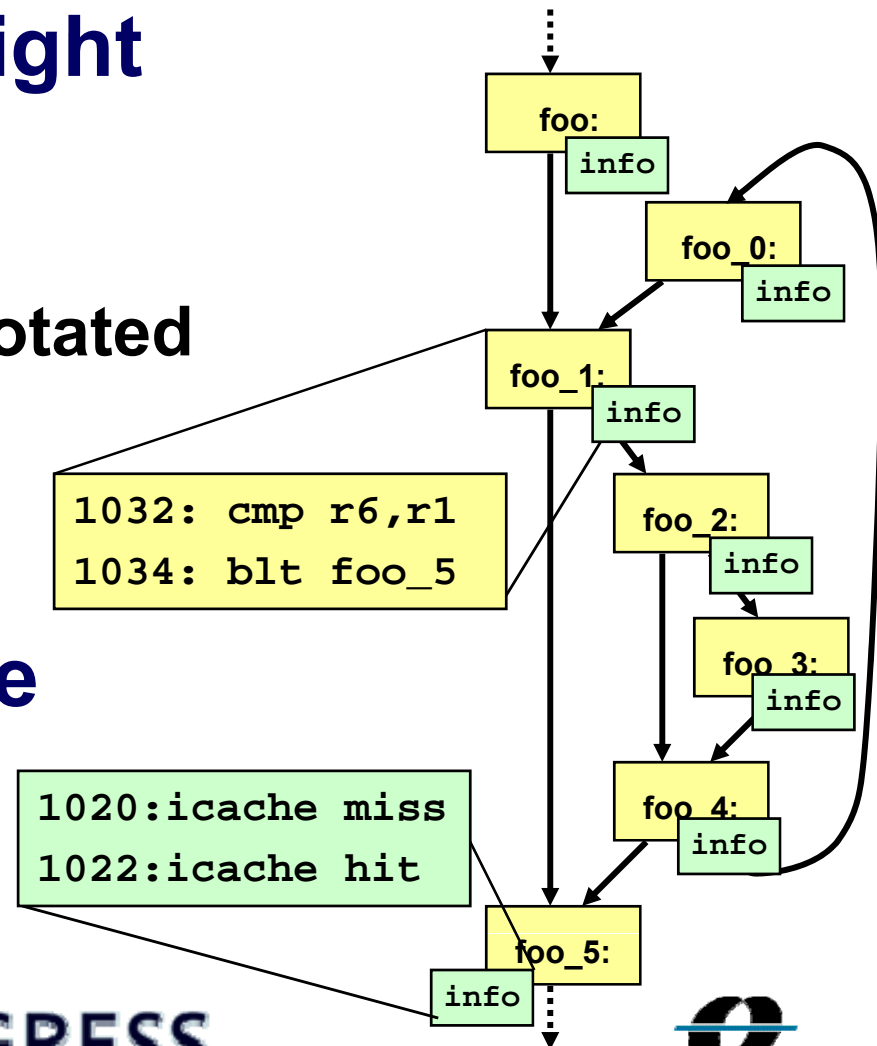 ight
foo:
info
foo_0:
info
otated
foo_1:
info
1032: cmp r6,r1
1034: blt foo_5
foo_2:
info
foo_3:
info
e
1020:icache miss
1022:icache hit
foo_4:
info
foo_5:
info
GRESS